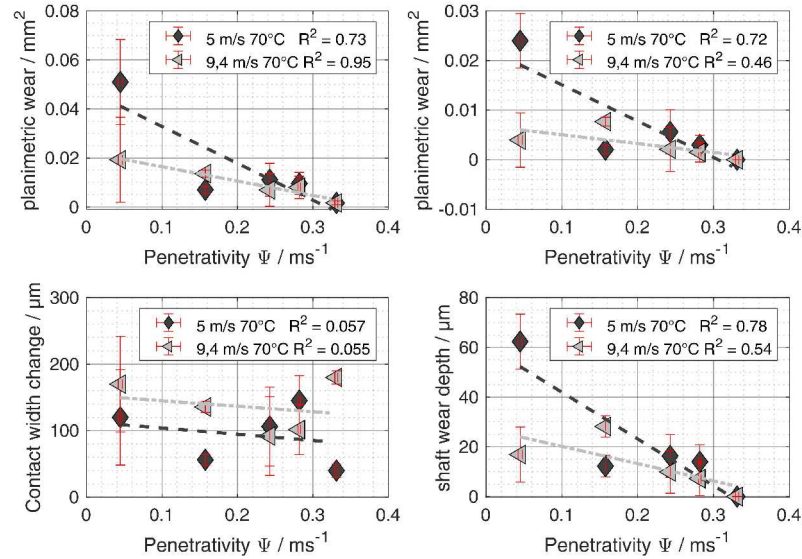 0.08
0.06
0.04
0.02
0
planimetric wear / mm²
5 m/s 70°C R² = 0.73
9,4 m/s 70°C R² = 0.95
0 0.1 0.2 0.3 0.4
Penetrativity Ψ / ms⁻¹
0.03
0.02
0.01
0
-0.01
planimetric wear / mm²
5 m/s 70°C R² = 0.72
9,4 m/s 70°C R² = 0.46
0 0.1 0.2 0.3 0.4
Penetrativity Ψ / ms⁻¹
300
200
100
0
Contact width change / µm
5 m/s 70°C R² = 0.057
9,4 m/s 70°C R² = 0.055
0 0.1 0.2 0.3 0.4
Penetrativity Ψ / ms⁻¹
80
60
40
20
0
shaft wear depth / µm
5 m/s 70°C R² = 0.78
9,4 m/s 70°C R² = 0.54
0 0.1 0.2 0.3 0.4
Penetrativity Ψ / ms⁻¹